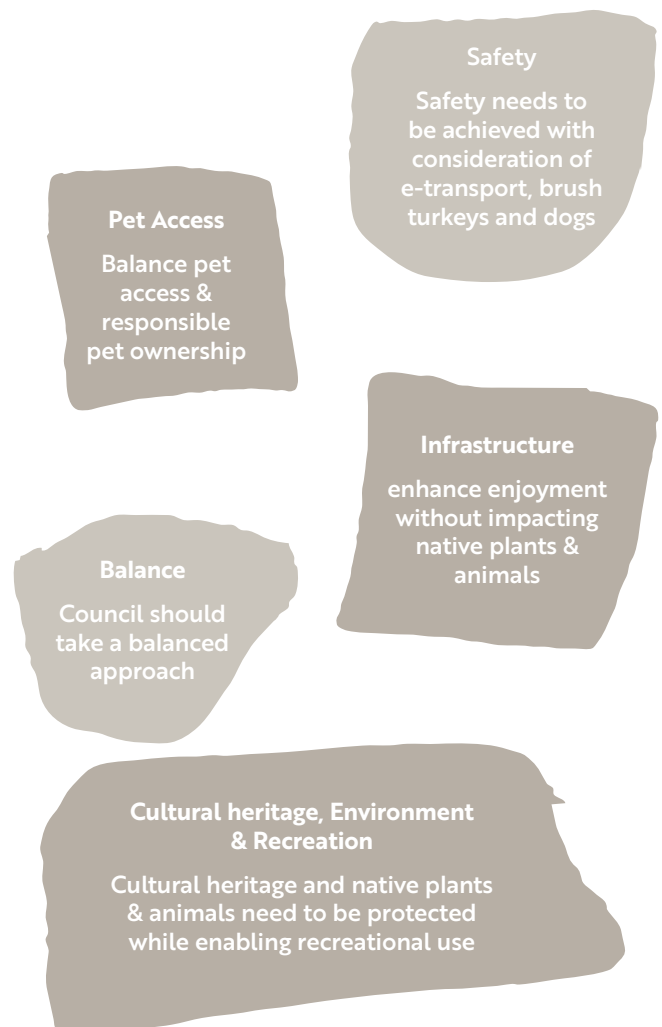 Safety
Safety needs to
be achieved with
consideration of
e-transport, brush
turkeys and dogs
Pet Access
Balance pet
access &
responsible
pet ownership
Infrastructure
enhance enjoyment
without impacting
native plants &
animals
Balance
Council should
take a balanced
approach
Cultural heritage, Environment
& Recreation
Cultural heritage and native plants
& animals need to be protected
while enabling recreational use